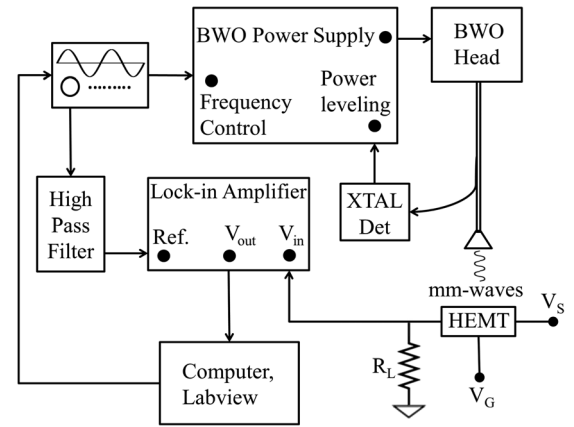 BWO Power Supply
Frequency
Control
Power
leveling
BWO
Head
High
Pass
Filter
Lock-in Amplifier
Ref.
Vout
Vin
XTAL
Det
mm-waves
HEMT
VS
VG
RL
Computer,
Labview